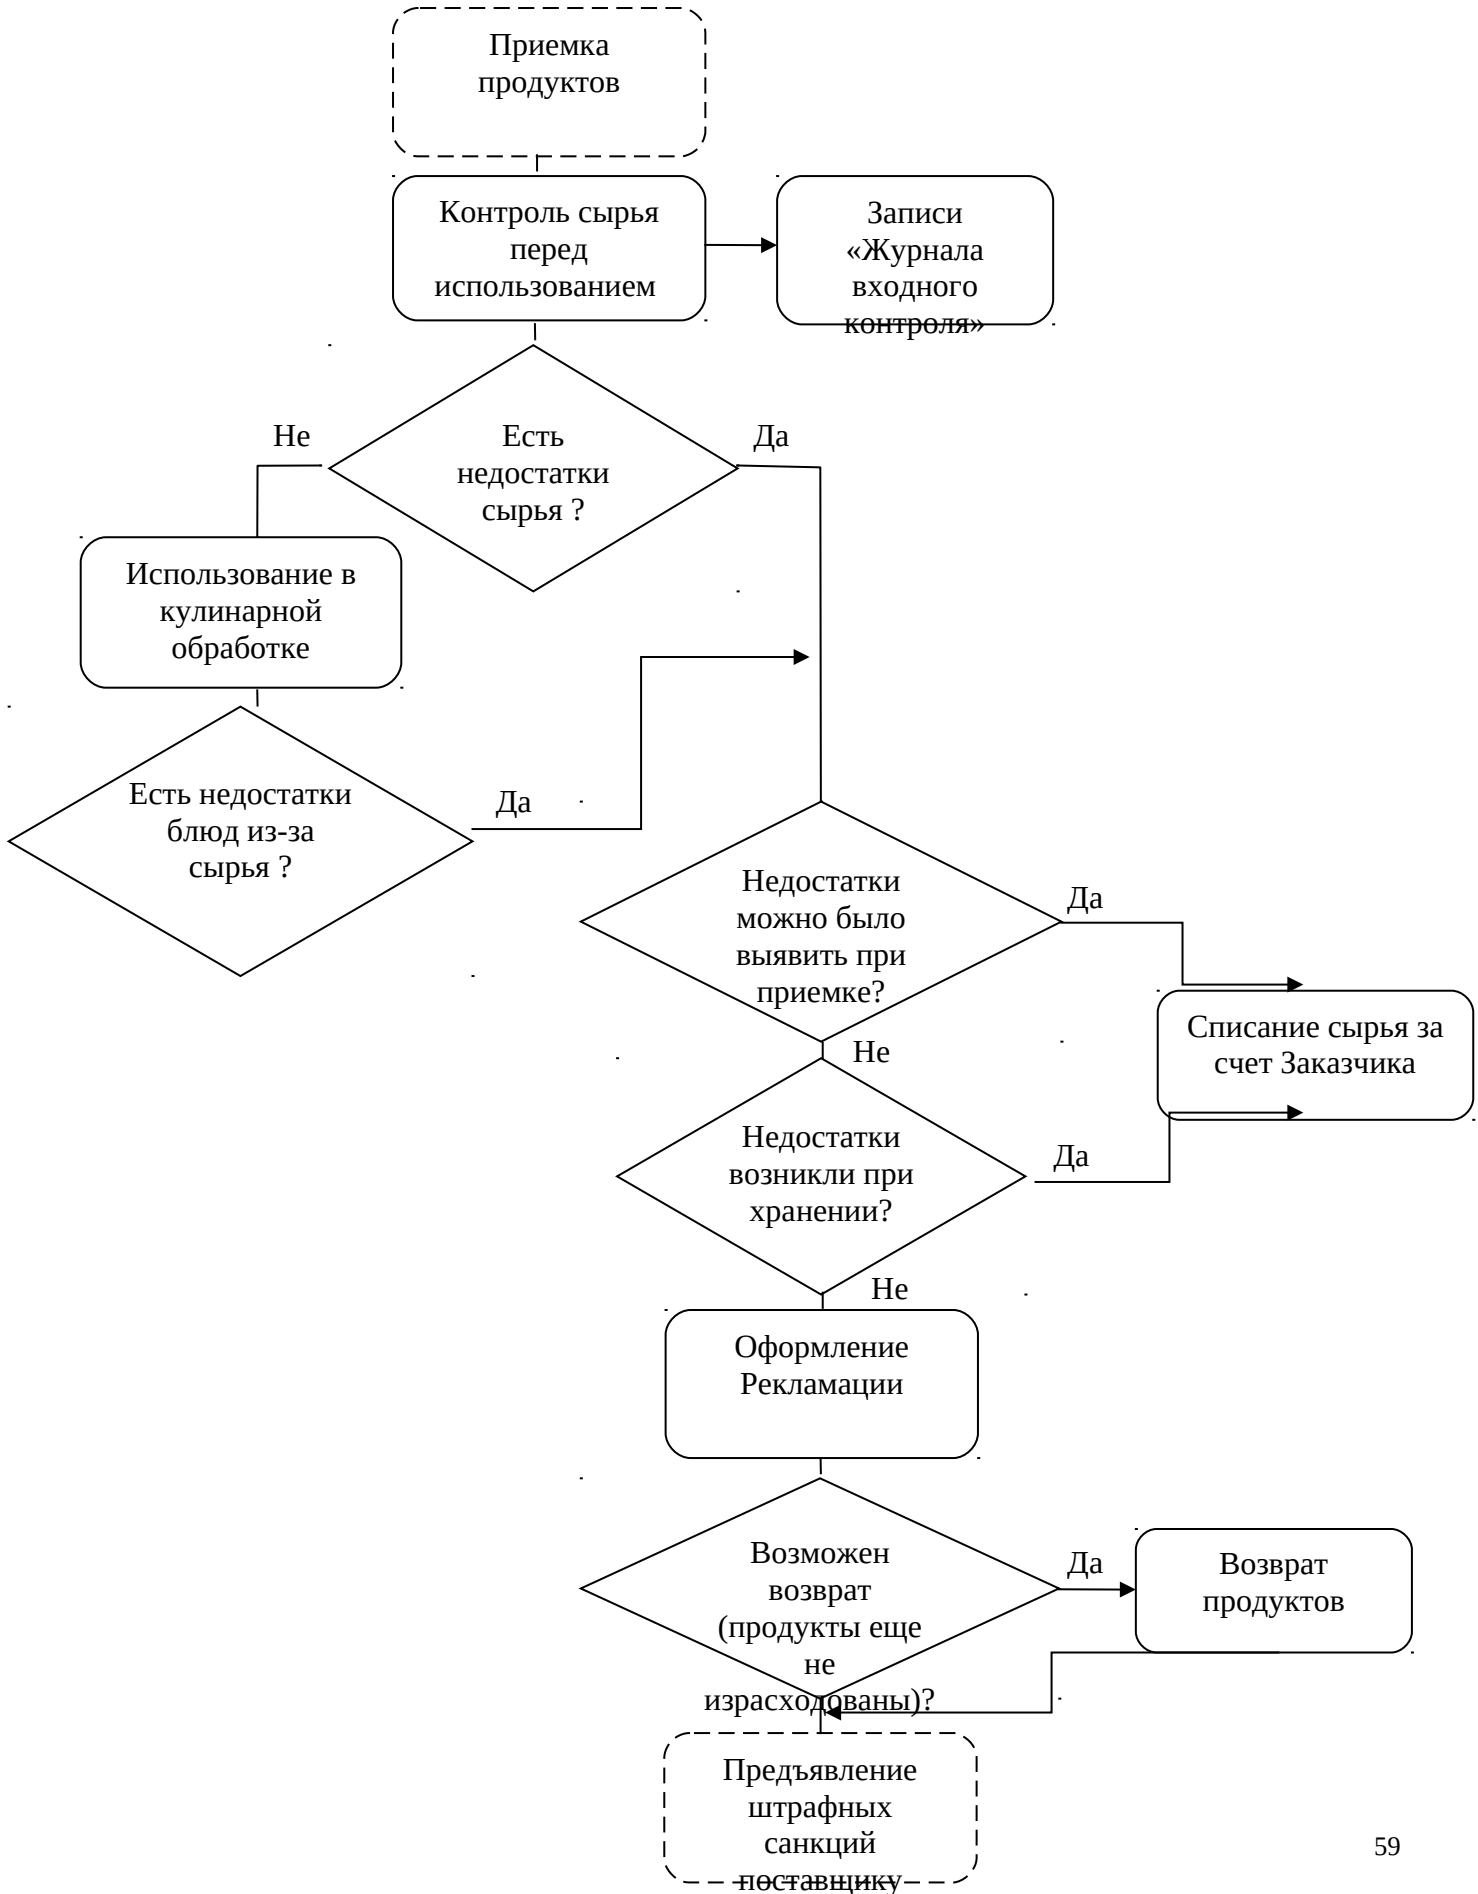 Приемка
продуктов
Контроль сырья
перед
использованием
Записи
«Журнала
входного
контроля»
Не
Есть
недостатки
сырья ?
Да
Использование в
кулинарной
обработке
Есть недостатки
блюд из-за
сырья ?
Да
Недостатки
можно было
выявить при
приемке?
Да
Списание сырья за
счет Заказчика
Не
Недостатки
возникли при
хранении?
Да
Не
Оформление
Рекламации
Возможен
возврат
(продукты еще
не
израсходованы)?
Да
Возврат
продуктов
Предъявление
штрафных
санкций
поставщику
59